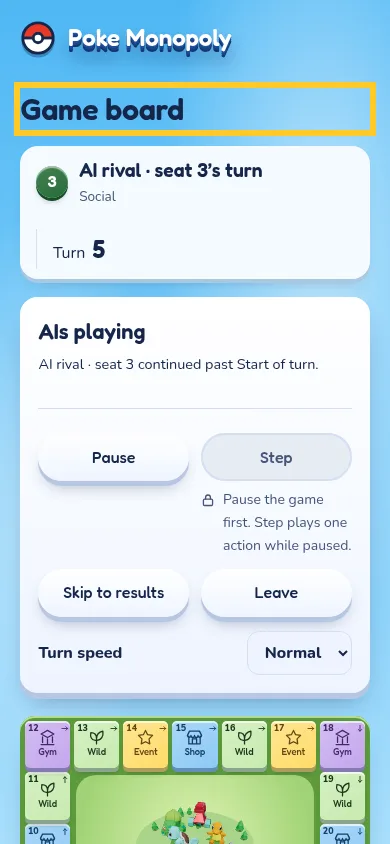 Poke Monopoly
Game board
3
AI rival · seat 3’s turn
Social
Turn 5
AIs playing
AI rival · seat 3 continued past Start of turn.
Pause
Step
Pause the game
first. Step plays one
action while paused.
Skip to results
Leave
Turn speed
Normal
12 → 13 → 14 → 15 → 16 → 17 → 18 ↓
Gym Wild Event Shop Wild Event Gym
11 ↑ 19 ↓
Wild Wild
10 ↑ 20 ↓